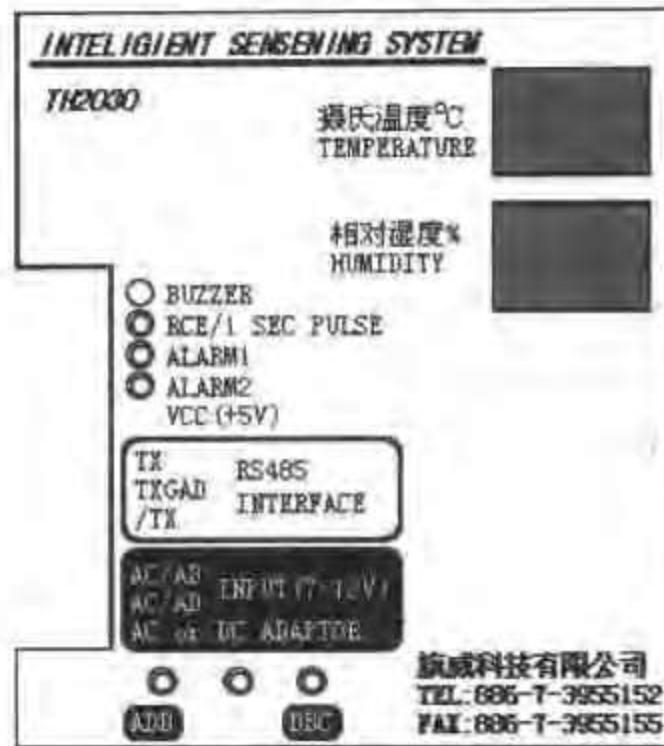 INTELIGIENT SENSENING SYSTEM
TH2030
摄氏温度℃
TEMPERATURE
相对湿度%
HUMIDITY
BUZZER
RCE/1 SEC PULSE
ALARM1
ALARM2
VCC(+5V)
TX
TXGAD
/TX
RS485
INTERFACE
AC/AB
AC/AD
INPUT(7-12V)
AC or DC ADAPTOR
ADD
DEC
旗威科技有限公司
TEL:886-7-3955152
FAX:886-7-3955155